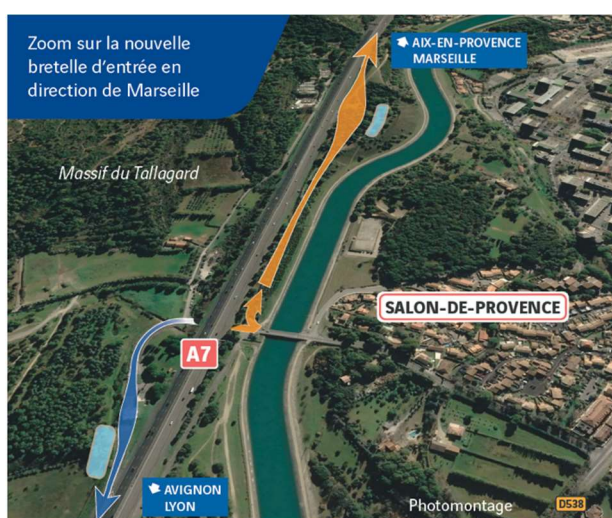 Zoom sur la nouvelle
bretelle d'entrée en
direction de Marseille
AIX-EN-PROVENCE
MARSEILLE
Massif du Tallagard
SALON-DE-PROVENCE
A7
AVIGNON
LYON
Photomontage
D538